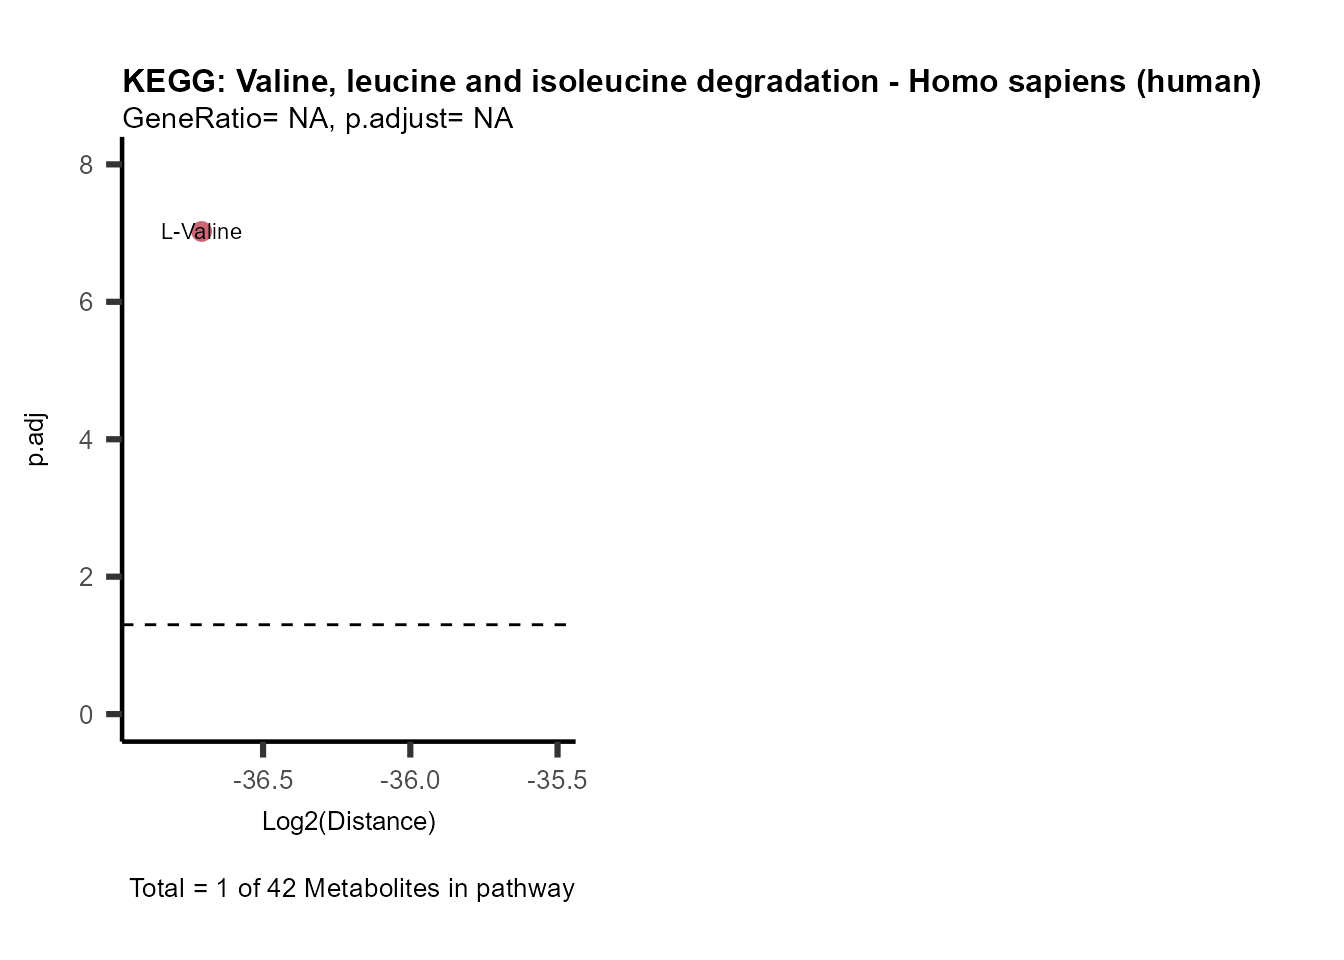 KEGG: Valine, leucine and isoleucine degradation - Homo sapiens (human)
GeneRatio= NA, p.adjust= NA
8
L-Valine
6
p.adj
4
2
0
-36.5 -36.0 -35.5
Log2(Distance)
Total = 1 of 42 Metabolites in pathway